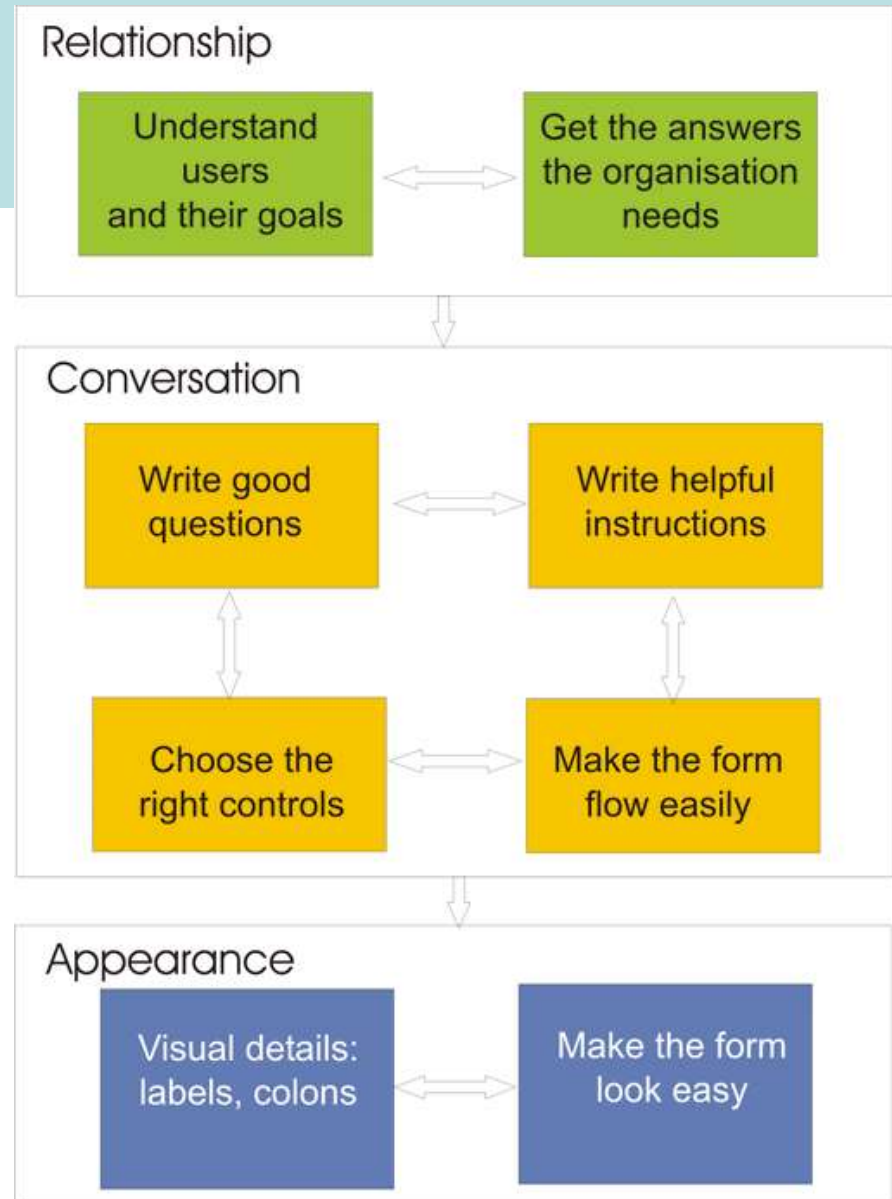 Relationship
Understand
users
and their goals
Get the answers
the organisation
needs
Conversation
Write good
questions
Write helpful
instructions
Choose the
right controls
Make the form
flow easily
Appearance
Visual details:
labels, colons
Make the form
look easy